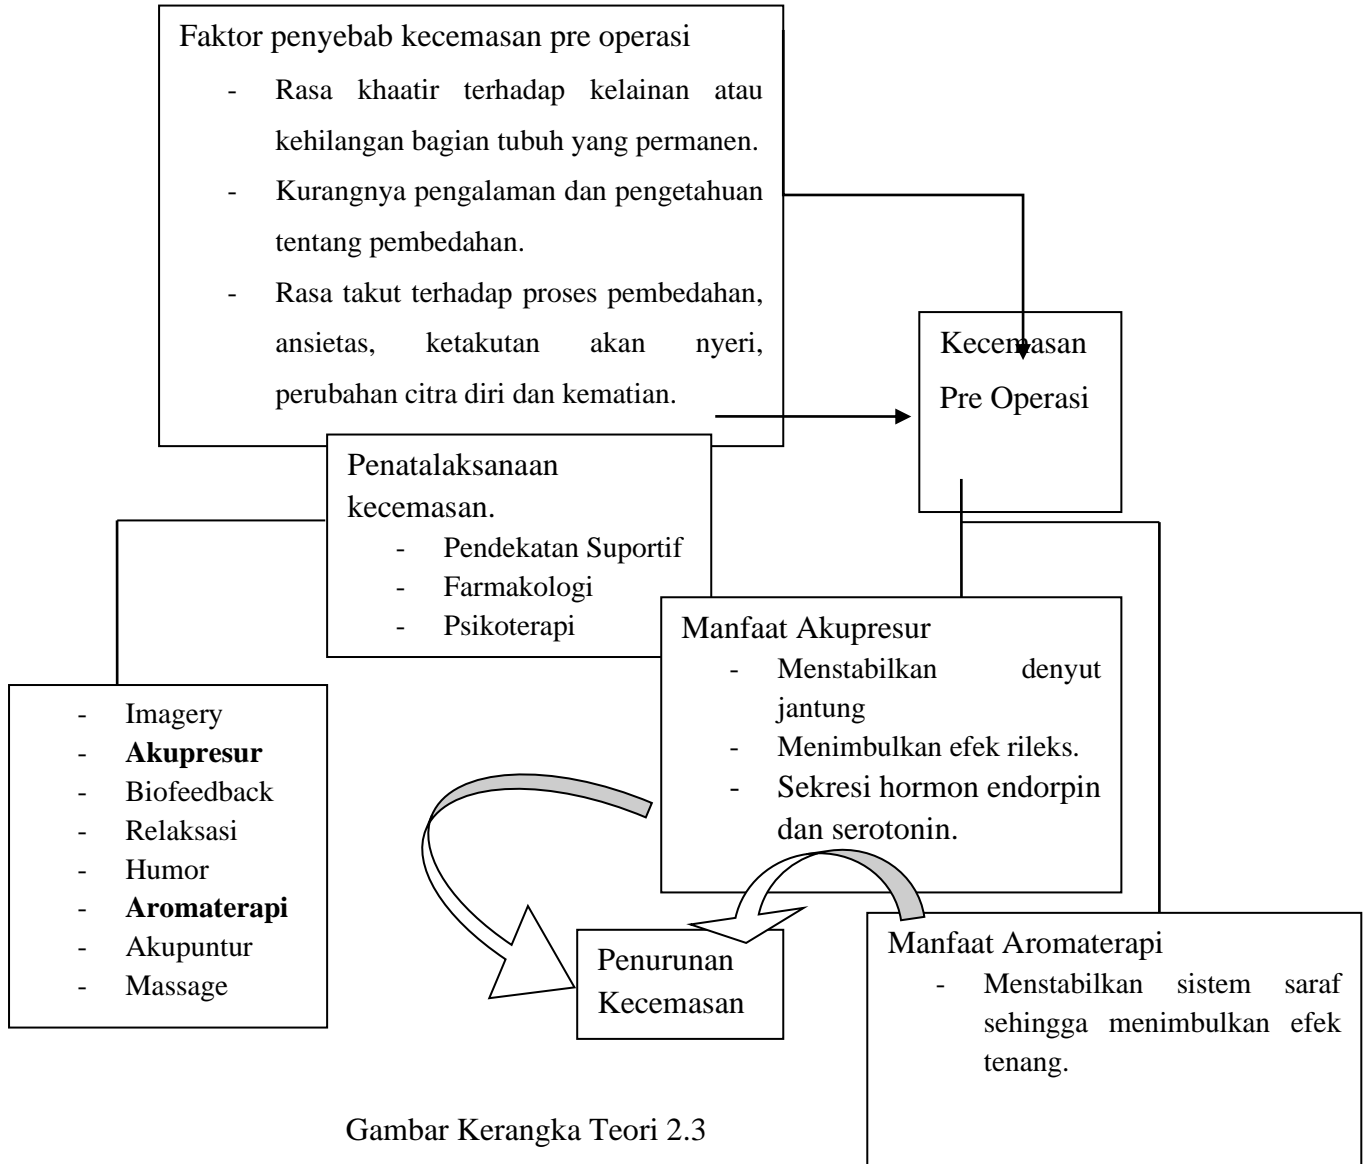 Faktor penyebab kecemasan pre operasi
- Rasa khaatir terhadap kelainan atau
kehilangan bagian tubuh yang permanen.
- Kurangnya pengalaman dan pengetahuan
tentang pembedahan.
- Rasa takut terhadap proses pembedahan,
ansietas, ketakutan akan nyeri,
perubahan citra diri dan kematian.
Kecemasan
Pre Operasi
Penatalaksanaan
kecemasan.
- Pendekatan Suportif
- Farmakologi
- Psikoterapi
Manfaat Akupresur
- Menstabilkan denyut
jantung
- Menimbulkan efek rileks.
- Sekresi hormon endorpin
dan serotonin.
- Imagery
- Akupresur
- Biofeedback
- Relaksasi
- Humor
- Aromaterapi
- Akupuntur
- Massage
Penurunan
Kecemasan
Manfaat Aromaterapi
- Menstabilkan sistem saraf
sehingga menimbulkan efek
tenang.
Gambar Kerangka Teori 2.3